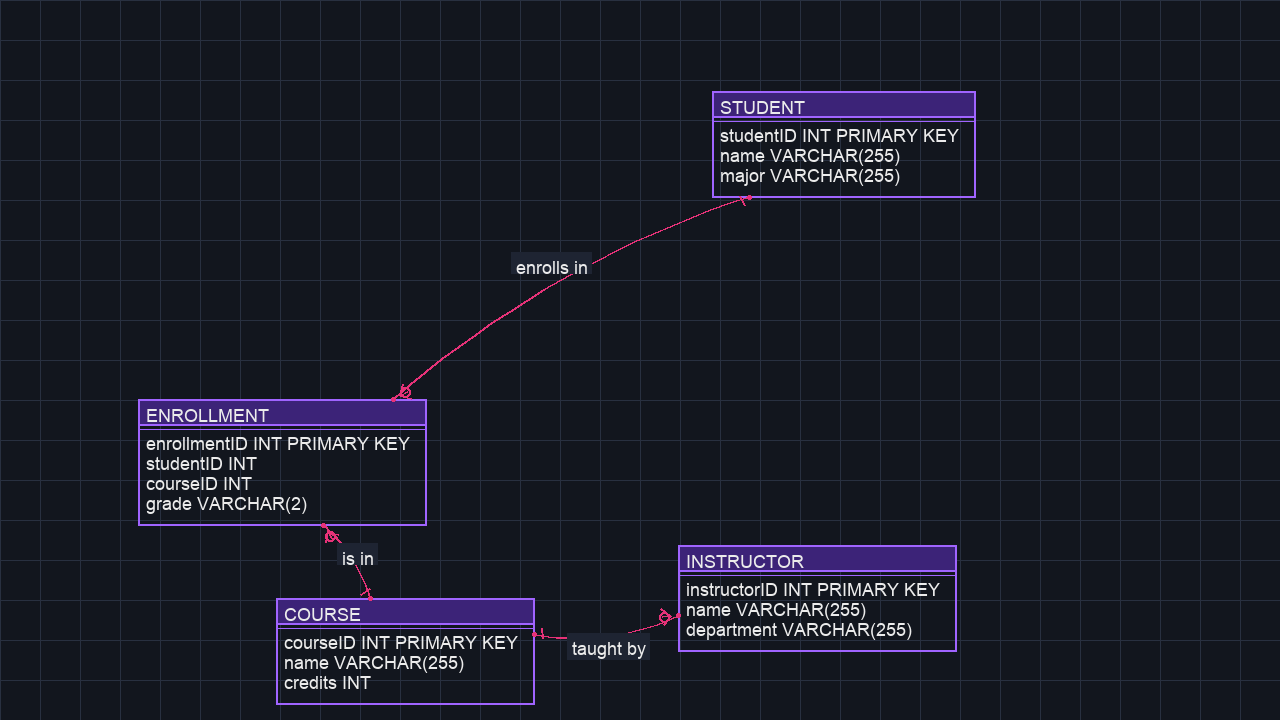 STUDENT
studentID INT PRIMARY KEY
name VARCHAR(255)
major VARCHAR(255)
enrolls in
ENROLLMENT
enrollmentID INT PRIMARY KEY
studentID INT
courseID INT
grade VARCHAR(2)
is in
INSTRUCTOR
instructorID INT PRIMARY KEY
name VARCHAR(255)
department VARCHAR(255)
COURSE
courseID INT PRIMARY KEY
name VARCHAR(255)
credits INT
taught by